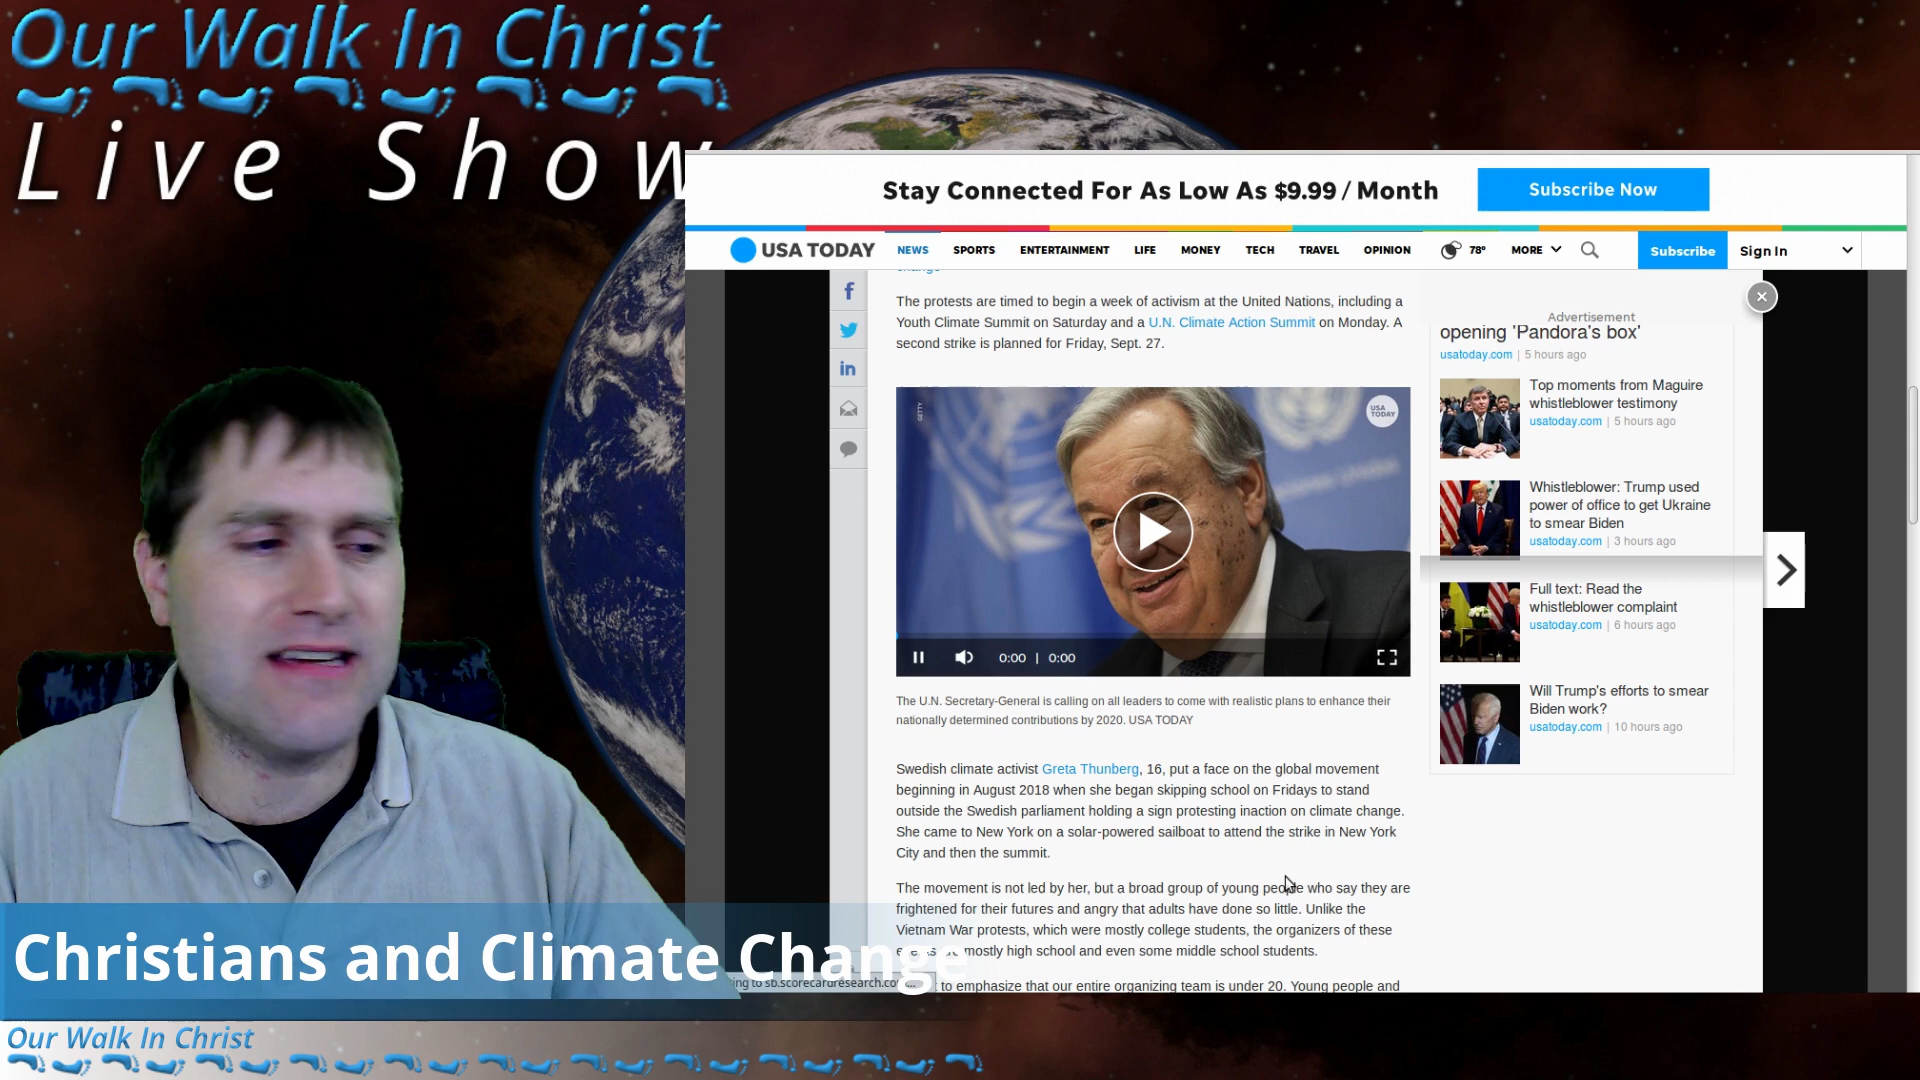 Our Walk In Christ
Live Show
Stay Connected For As Low As $9.99 / Month
Subscribe Now
USA TODAY
NEWS
SPORTS
ENTERTAINMENT
LIFE
MONEY
TECH
TRAVEL
OPINION
78°
MORE
Subscribe
Sign In
change
The protests are timed to begin a week of activism at the United Nations, including a
Youth Climate Summit on Saturday and a U.N. Climate Action Summit on Monday. A
second strike is planned for Friday, Sept. 27.
GETTY
USA
TODAY
0:00 | 0:00
The U.N. Secretary-General is calling on all leaders to come with realistic plans to enhance their
nationally determined contributions by 2020. USA TODAY
Swedish climate activist Greta Thunberg, 16, put a face on the global movement
beginning in August 2018 when she began skipping school on Fridays to stand
outside the Swedish parliament holding a sign protesting inaction on climate change.
She came to New York on a solar-powered sailboat to attend the strike in New York
City and then the summit.
The movement is not led by her, but a broad group of young people who say they are
frightened for their futures and angry that adults have done so little. Unlike the
Vietnam War protests, which were mostly college students, the organizers of these
mostly high school and even some middle school students.
to emphasize that our entire organizing team is under 20. Young people and
Advertisement
opening 'Pandora's box'
usatoday.com | 5 hours ago
Top moments from Maguire
whistleblower testimony
usatoday.com | 5 hours ago
Whistleblower: Trump used
power of office to get Ukraine
to smear Biden
usatoday.com | 3 hours ago
Full text: Read the
whistleblower complaint
usatoday.com | 6 hours ago
Will Trump's efforts to smear
Biden work?
usatoday.com | 10 hours ago
Christians and Climate Change
to sb.scorecardresearch.co
Our Walk In Christ